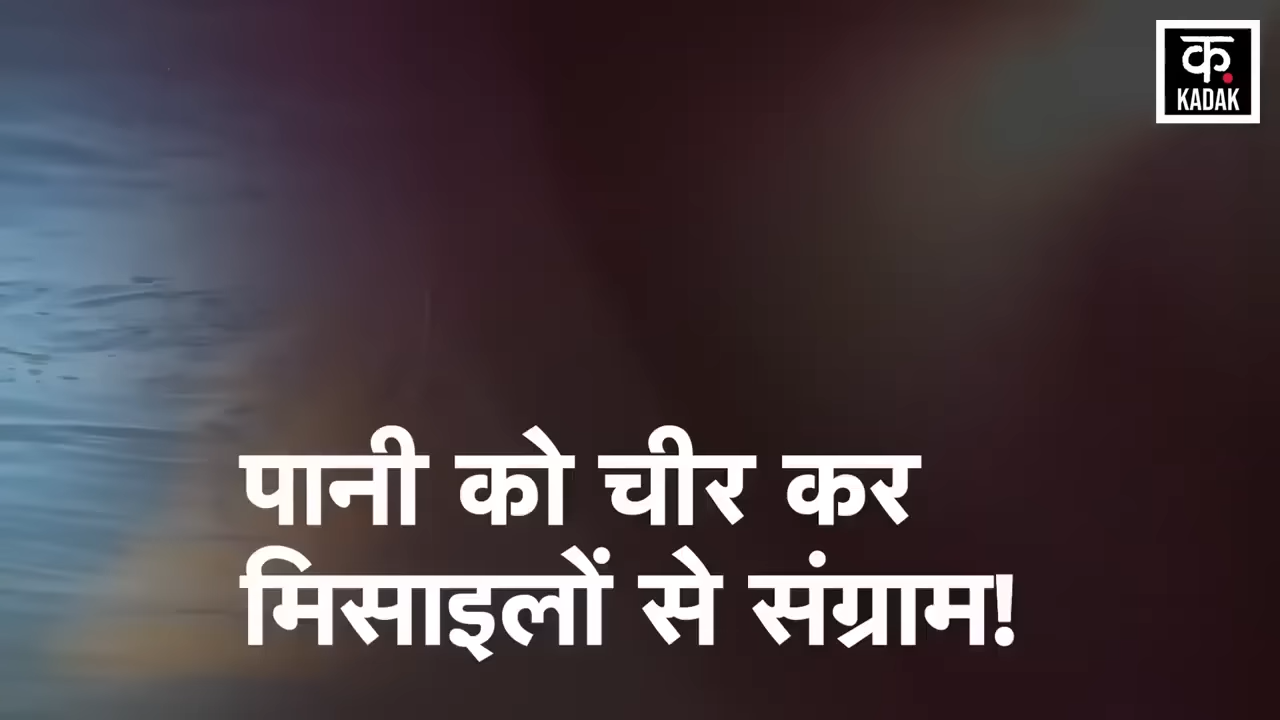 क.
KADAK
पानी को चीर कर
मिसाइलों से संग्राम!